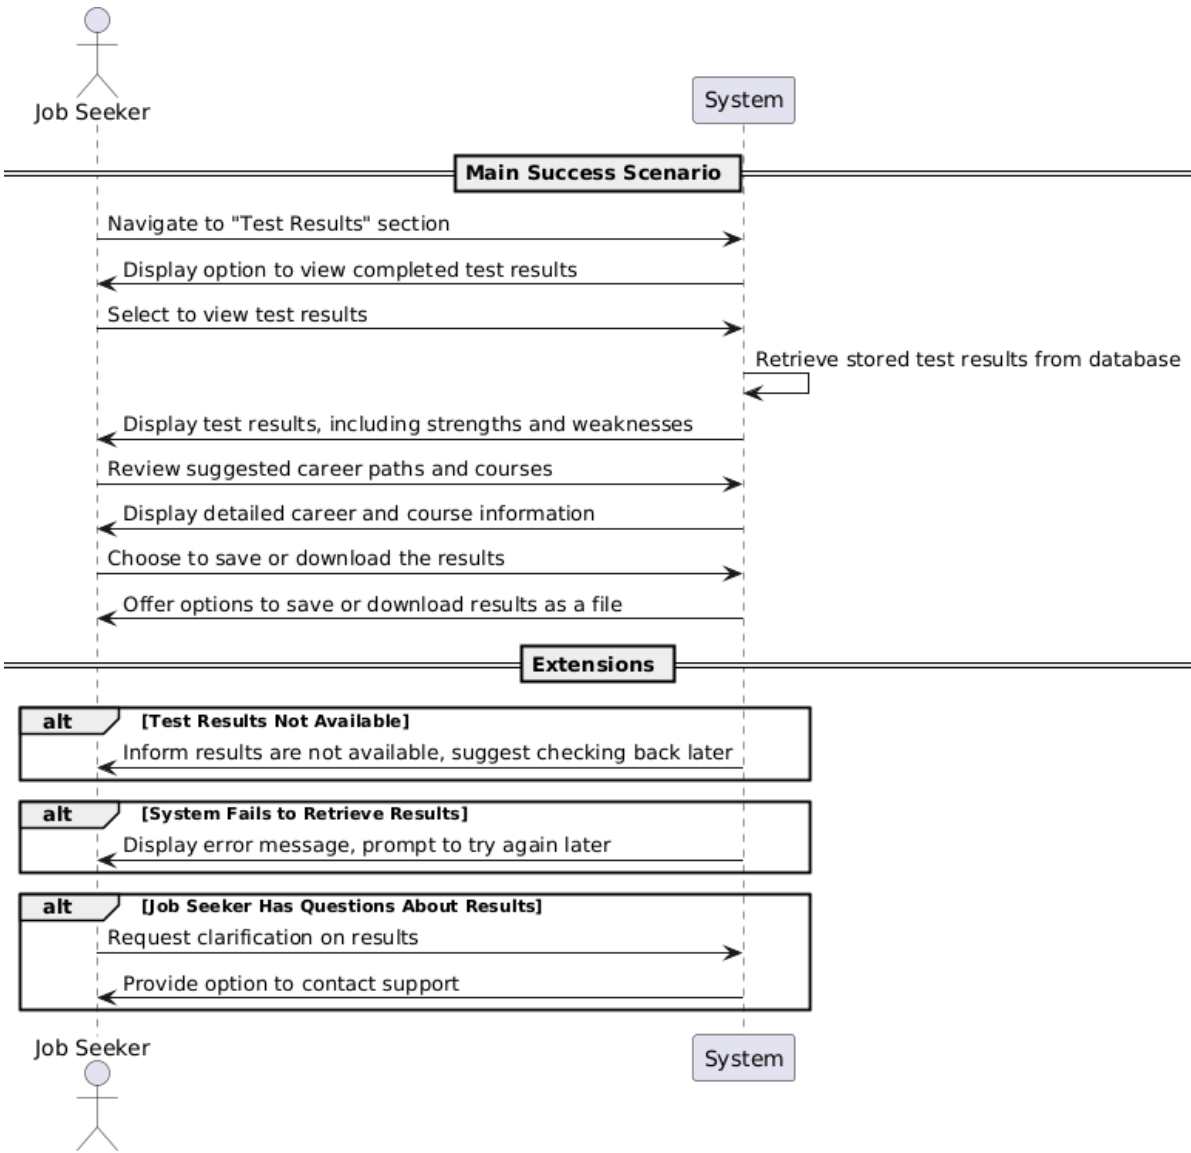 Job Seeker
System
Main Success Scenario
Navigate to "Test Results" section
Display option to view completed test results
Select to view test results
Retrieve stored test results from database
Display test results, including strengths and weaknesses
Review suggested career paths and courses
Display detailed career and course information
Choose to save or download the results
Offer options to save or download results as a file
Extensions
alt [Test Results Not Available]
Inform results are not available, suggest checking back later
alt [System Fails to Retrieve Results]
Display error message, prompt to try again later
alt [Job Seeker Has Questions About Results]
Request clarification on results
Provide option to contact support
Job Seeker
System